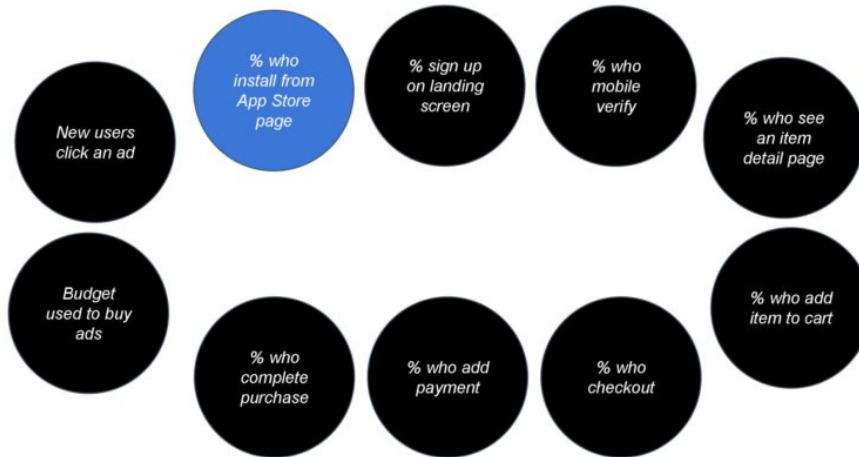 New users
click an ad
% who
install from
App Store
page
% sign up
on landing
screen
% who
mobile
verify
% who see
an item
detail page
% who add
item to cart
% who
checkout
% who add
payment
% who
complete
purchase
Budget
used to buy
ads